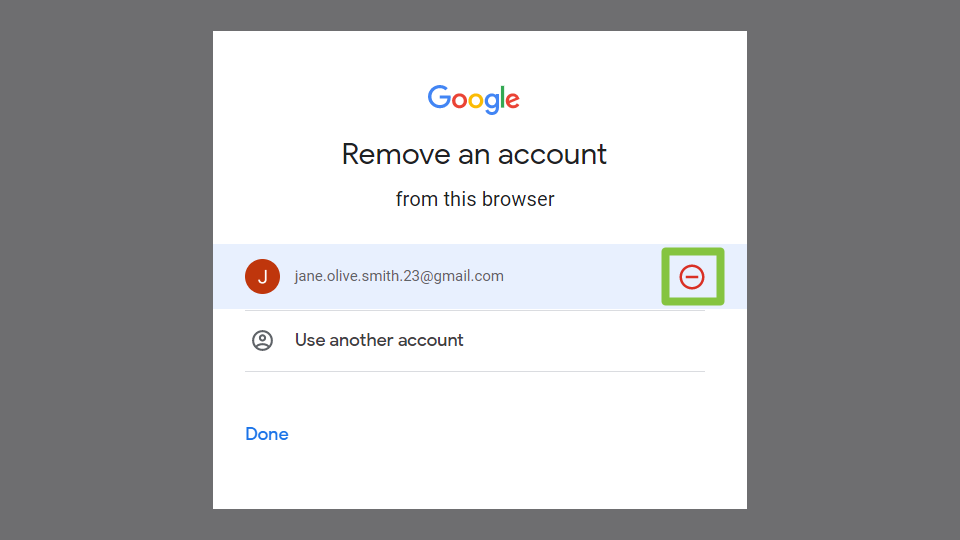 Google
Remove an account
from this browser
J
jane.olive.smith.23@gmail.com
Use another account
Done